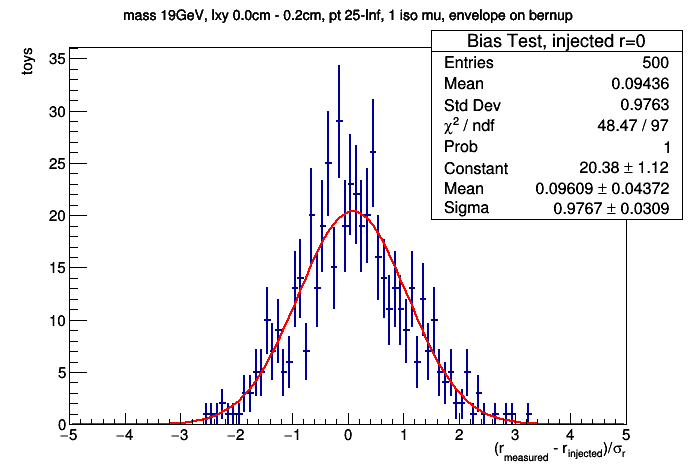 mass 19GeV, lxy 0.0cm - 0.2cm, pt 25-Inf, 1 iso mu, envelope on bernup
Bias Test, injected r=0
Entries 500
Mean 0.09436
Std Dev 0.9763
χ² / ndf 48.47 / 97
Prob 1
Constant 20.38 ± 1.12
Mean 0.09609 ± 0.04372
Sigma 0.9767 ± 0.0309
toys
35
30
25
20
15
10
5
0
−5 −4 −3 −2 −1 0 1 2 3 4 5
(r_measured - r_injected)/σ_r